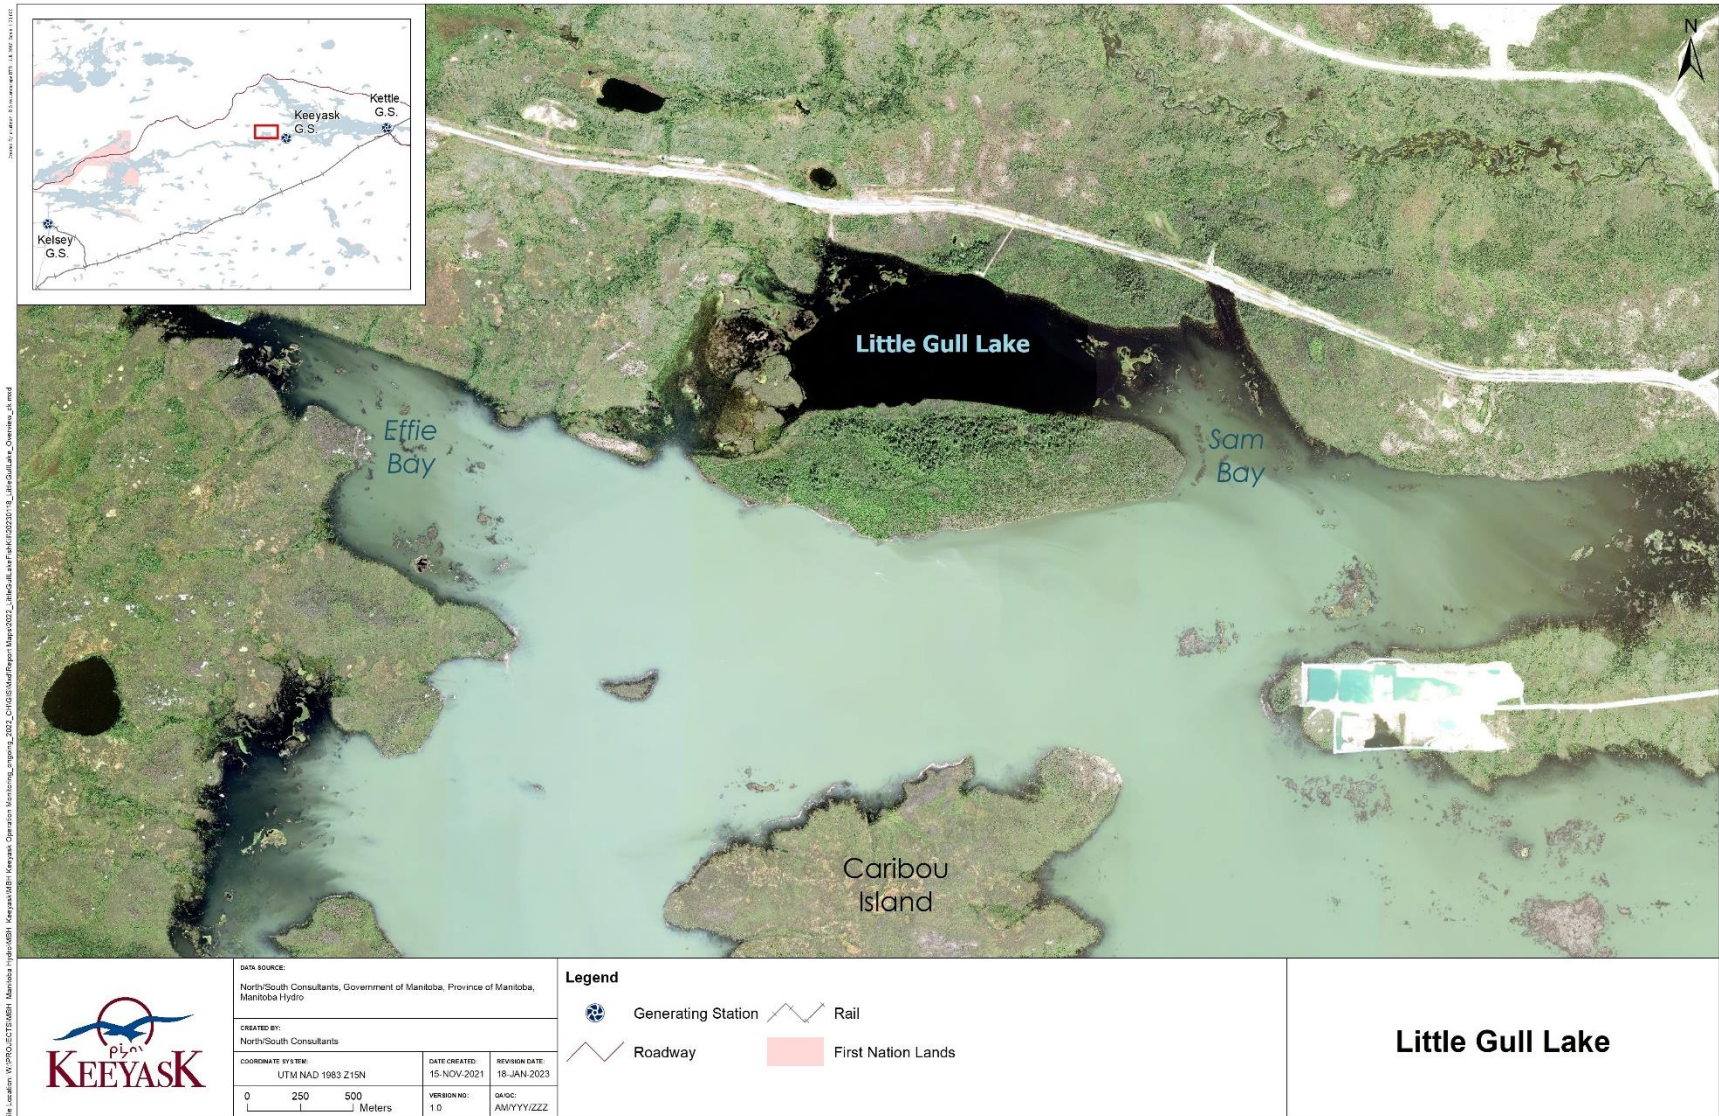 N
Kettle
G.S.
Keeyask
G.S.
Kelsey
G.S.
Little Gull Lake
Effie
Bay
Sam
Bay
Caribou
Island
KEEYASK
DATA SOURCE:
North/South Consultants, Government of Manitoba, Province of Manitoba,
Manitoba Hydro
CREATED BY:
North/South Consultants
COORDINATE SYSTEM:
UTM NAD 1983 Z15N
DATE CREATED:
15-NOV-2021
REVISION DATE:
18-JAN-2023
0 250 500
Meters
VERSION NO:
1.0
QA/QC:
AM/YYY/ZZZ
Legend
Generating Station
Rail
Roadway
First Nation Lands
Little Gull Lake